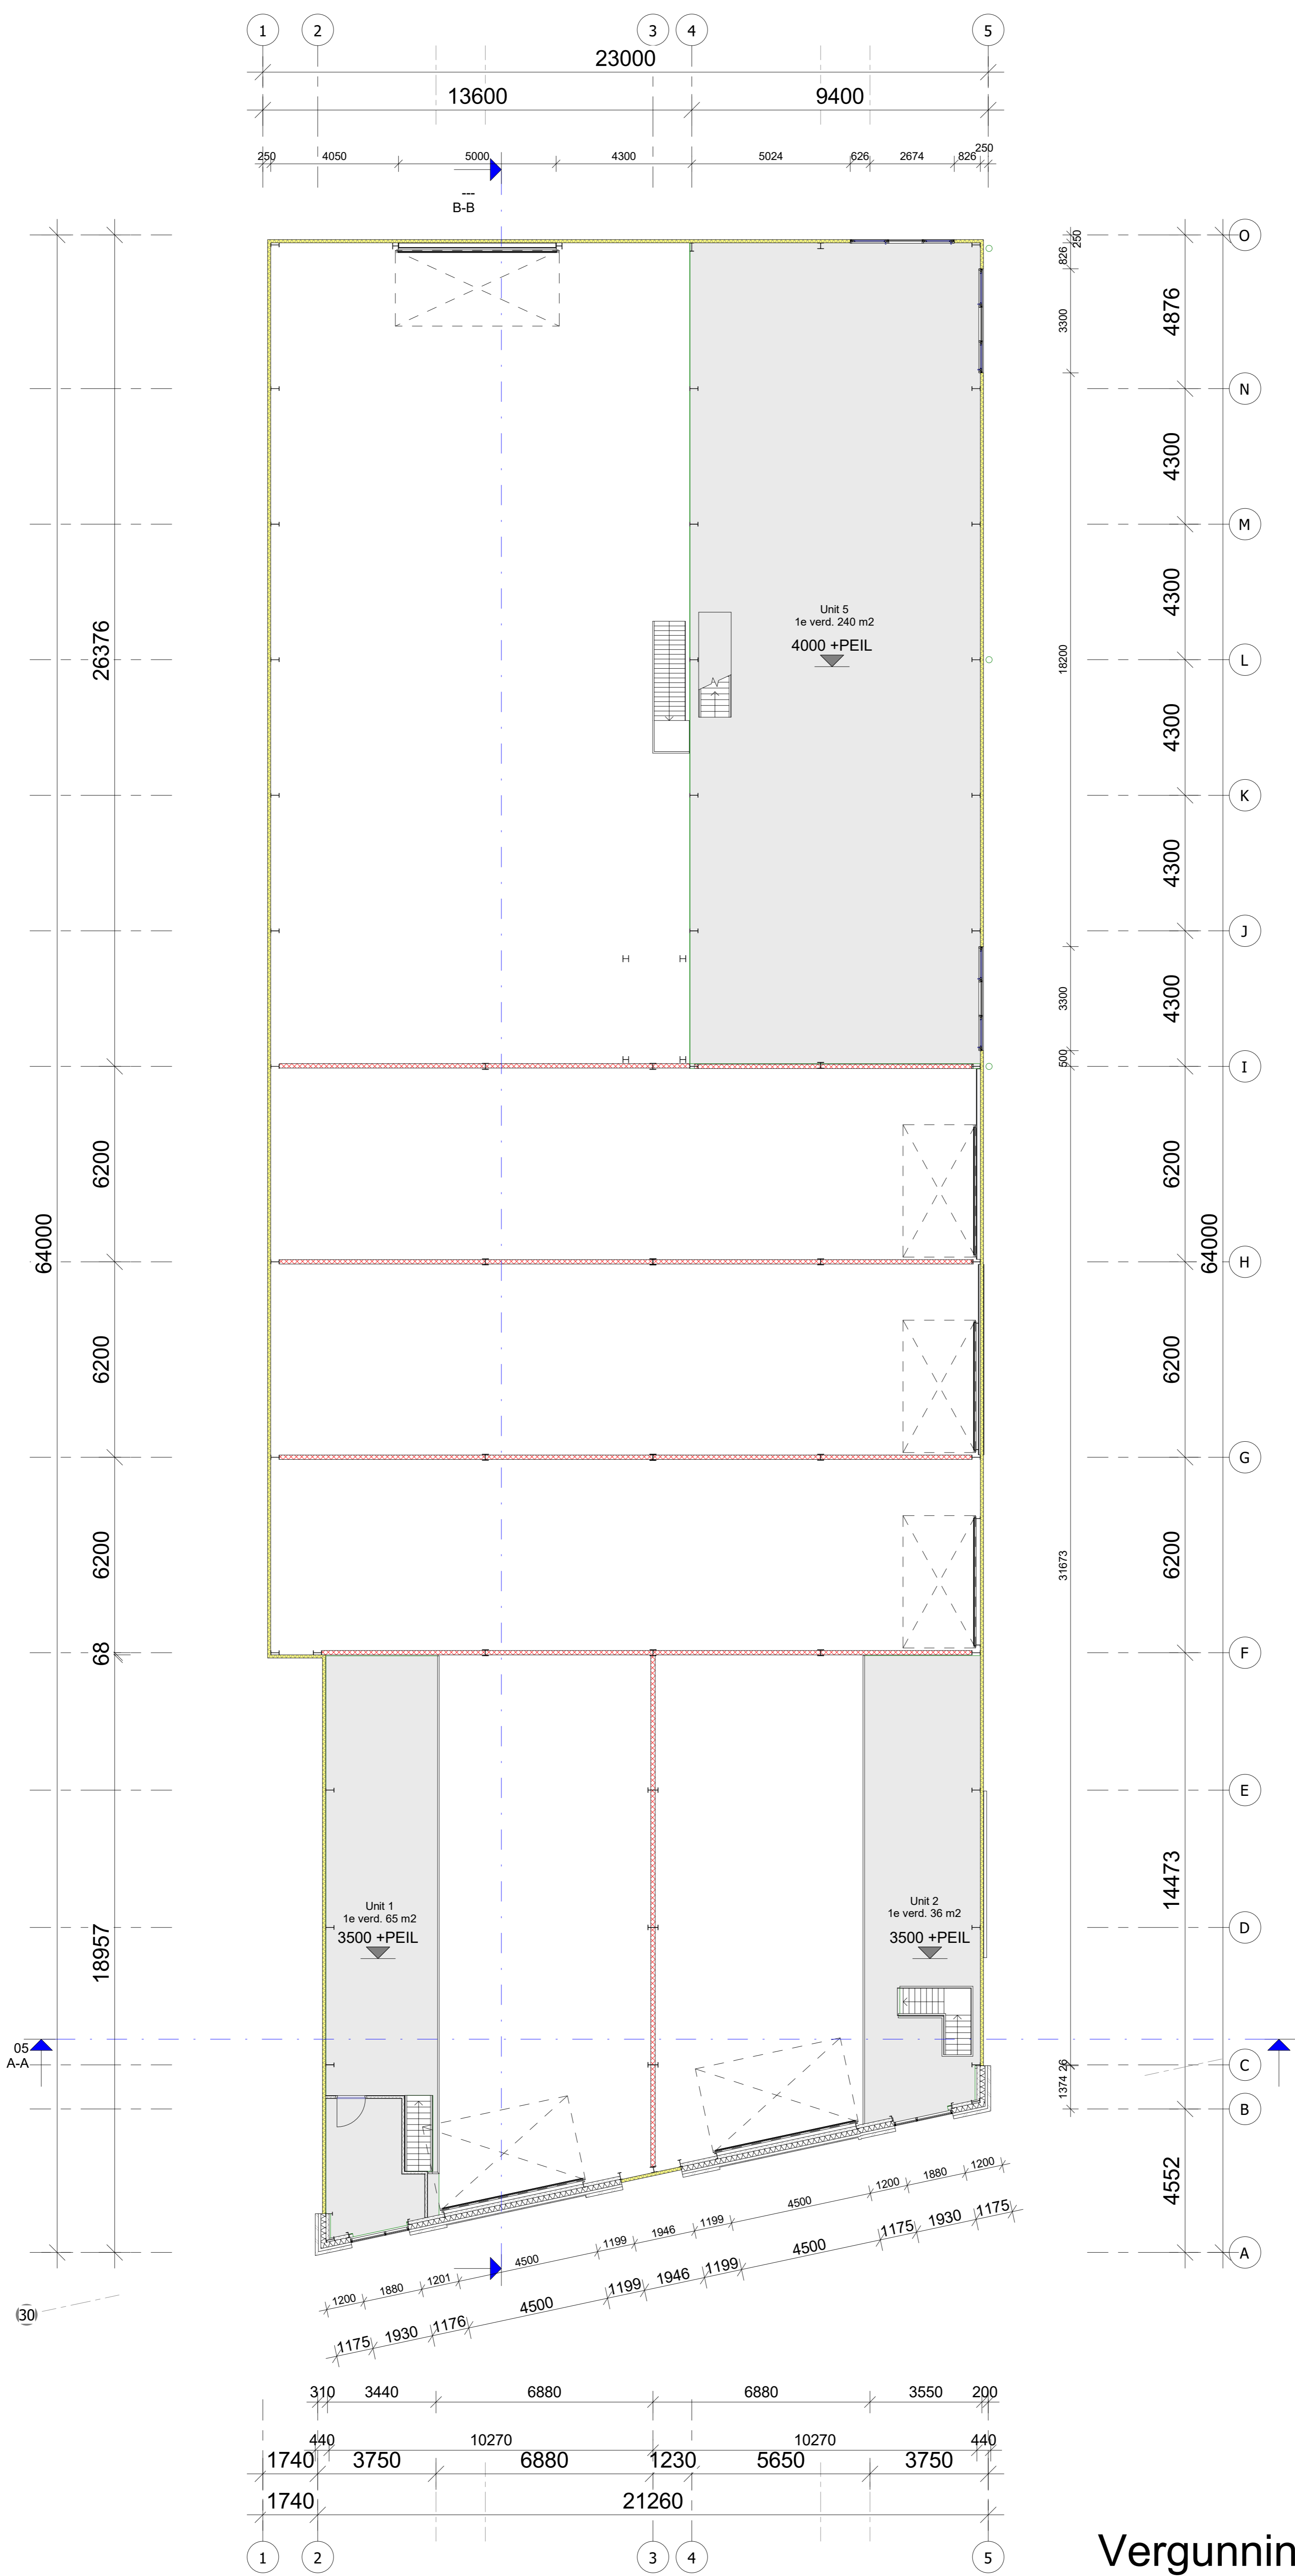 1 2 3 4 5
23000
13600 9400
250 4050 5000 4300 5024 626 2674 826 250
---
B-B
O
250
826
4876
3300
N
4300
M
4300
Unit 5
1e verd. 240 m2
4000 +PEIL
26376
18200
L
4300
K
4300
J
4300
3300
500
I
6200 6200
H
64000 64000
6200 6200
G
6200 6200
31673
68
F
E
14473
Unit 1
1e verd. 65 m2
3500 +PEIL
Unit 2
1e verd. 36 m2
3500 +PEIL
D
18957
05
A-A
26
C
1374
B
4552
A
1200 1880 1201 4500 1199 1946 1199 4500 1200 1880 1200
1175 1930 1176 4500 1199 1946 1199 4500 1175 1930 1175
30
310 3440 6880 6880 3550 200
440 10270 10270 440
1740 3750 6880 1230 5650 3750
1740 21260
1 2 3 4 5
Vergunnin